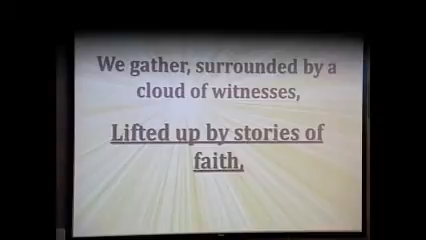 We gather, surrounded by a
cloud of witnesses,
Lifted up by stories of
faith,